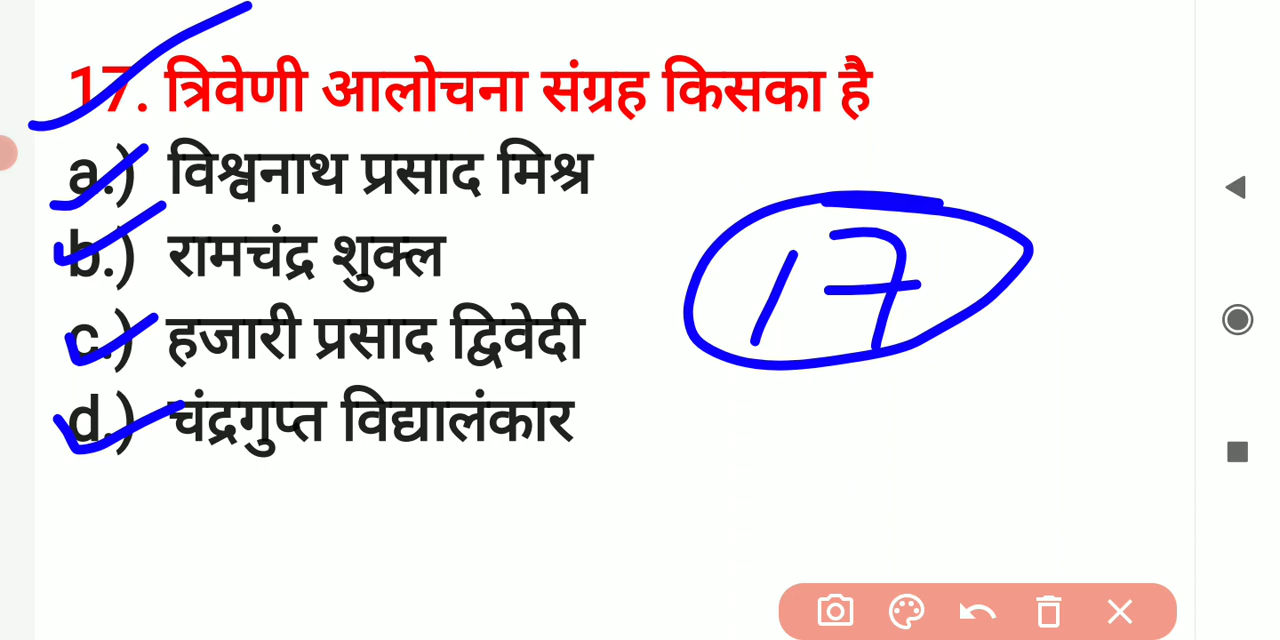 17. त्रिवेणी आलोचना संग्रह किसका है
a.) विश्वनाथ प्रसाद मिश्र
b.) रामचंद्र शुक्ल
c.) हजारी प्रसाद द्विवेदी
d.) चंद्रगुप्त विद्यालंकार
17